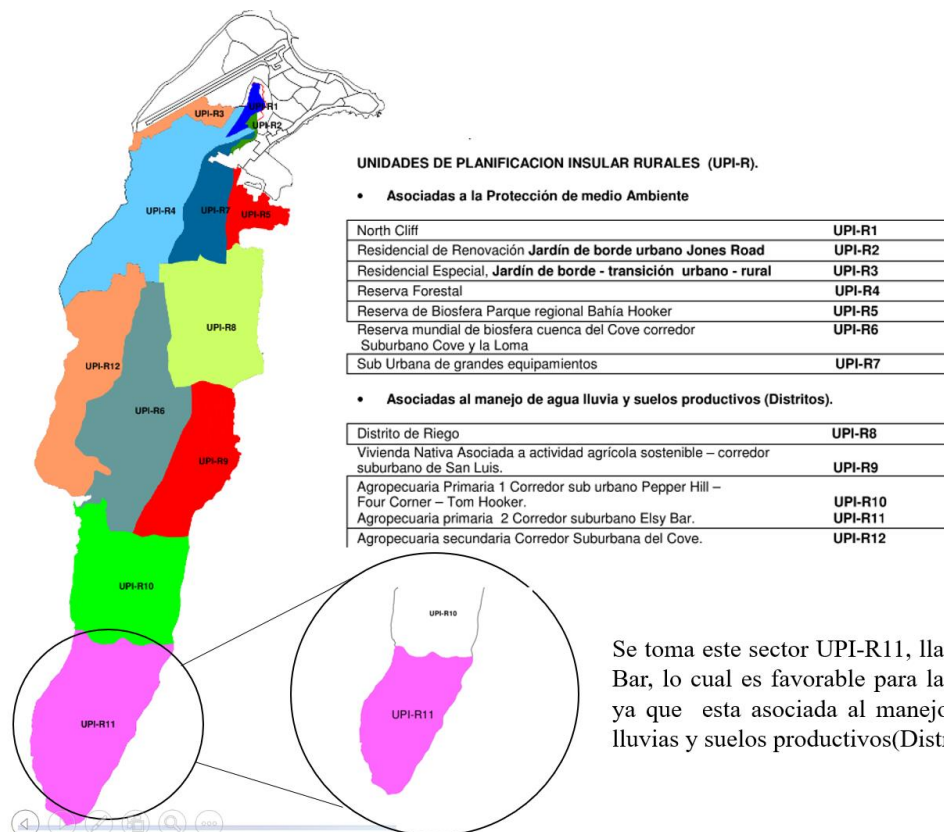 UPI-R1
UPI-R3
UPI-R2
UPI-R4
UPI-R7
UPI-R5
UPI-R8
UPI-R12
UPI-R6
UPI-R9
UPI-R10
UPI-R11
UNIDADES DE PLANIFICACION INSULAR RURALES (UPI-R).
• Asociadas a la Protección de medio Ambiente
North Cliff UPI-R1
Residencial de Renovación Jardín de borde urbano Jones Road UPI-R2
Residencial Especial, Jardín de borde - transición urbano - rural UPI-R3
Reserva Forestal UPI-R4
Reserva de Biosfera Parque regional Bahía Hooker UPI-R5
Reserva mundial de biosfera cuenca del Cove corredor UPI-R6
Suburbano Cove y la Loma
Sub Urbana de grandes equipamientos UPI-R7
• Asociadas al manejo de agua lluvia y suelos productivos (Distritos).
Distrito de Riego UPI-R8
Vivienda Nativa Asociada a actividad agrícola sostenible – corredor
suburbano de San Luis. UPI-R9
Agropecuaria Primaria 1 Corredor sub urbano Pepper Hill –
Four Corner – Tom Hooker. UPI-R10
Agropecuaria primaria 2 Corredor suburbano Elsy Bar. UPI-R11
Agropecuaria secundaria Corredor Suburbana del Cove. UPI-R12
UPI-R10
UPI-R11
Se toma este sector UPI-R11,
Bar, lo cual es favorable para la
ya que esta asociada al
lluvias y suelos